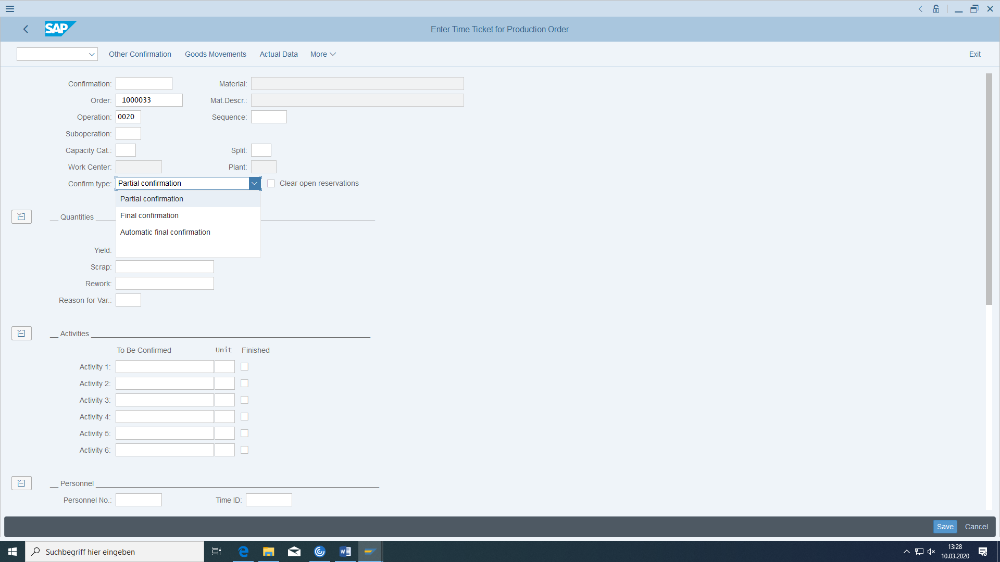 SAP
Enter Time Ticket for Production Order
Other Confirmation Goods Movements Actual Data More Exit
Confirmation: Material:
Order: 1000033 Mat.Descr.:
Operation: 0020 Sequence:
Suboperation:
Capacity Cat.: Split:
Work Center: Plant:
Confirm.type: Partial confirmation Clear open reservations
Partial confirmation
Final confirmation
Automatic final confirmation
Quantities
Yield:
Scrap:
Rework:
Reason for Var.:
Activities
To Be Confirmed Unit Finished
Activity 1:
Activity 2:
Activity 3:
Activity 4:
Activity 5:
Activity 6:
Personnel
Personnel No.: Time ID:
Save Cancel
Suchbegriff hier eingeben
13:28
10.03.2020